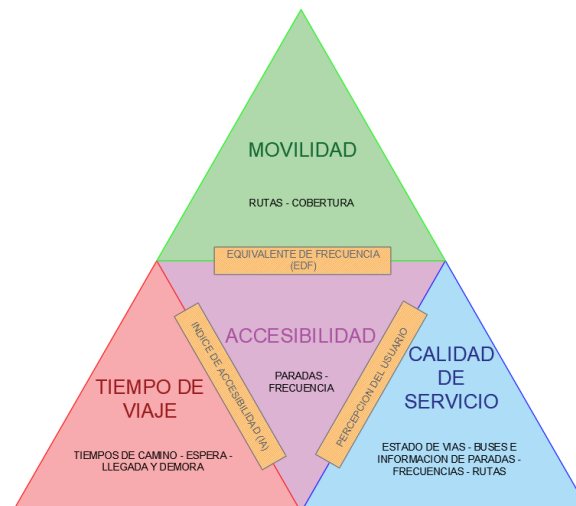 MOVILIDAD
RUTAS - COBERTURA
EQUIVALENTE DE FRECUENCIA
(EDF)
INDICE DE ACCESIBILIDAD (IA)
ACCESIBILIDAD
PARADAS -
FRECUENCIA
PERCEPCION DEL USUARIO
TIEMPO DE
VIAJE
TIEMPOS DE CAMINO - ESPERA -
LLEGADA Y DEMORA
CALIDAD
DE
SERVICIO
ESTADO DE VIAS - BUSES E
INFORMACION DE PARADAS -
FRECUENCIAS - RUTAS